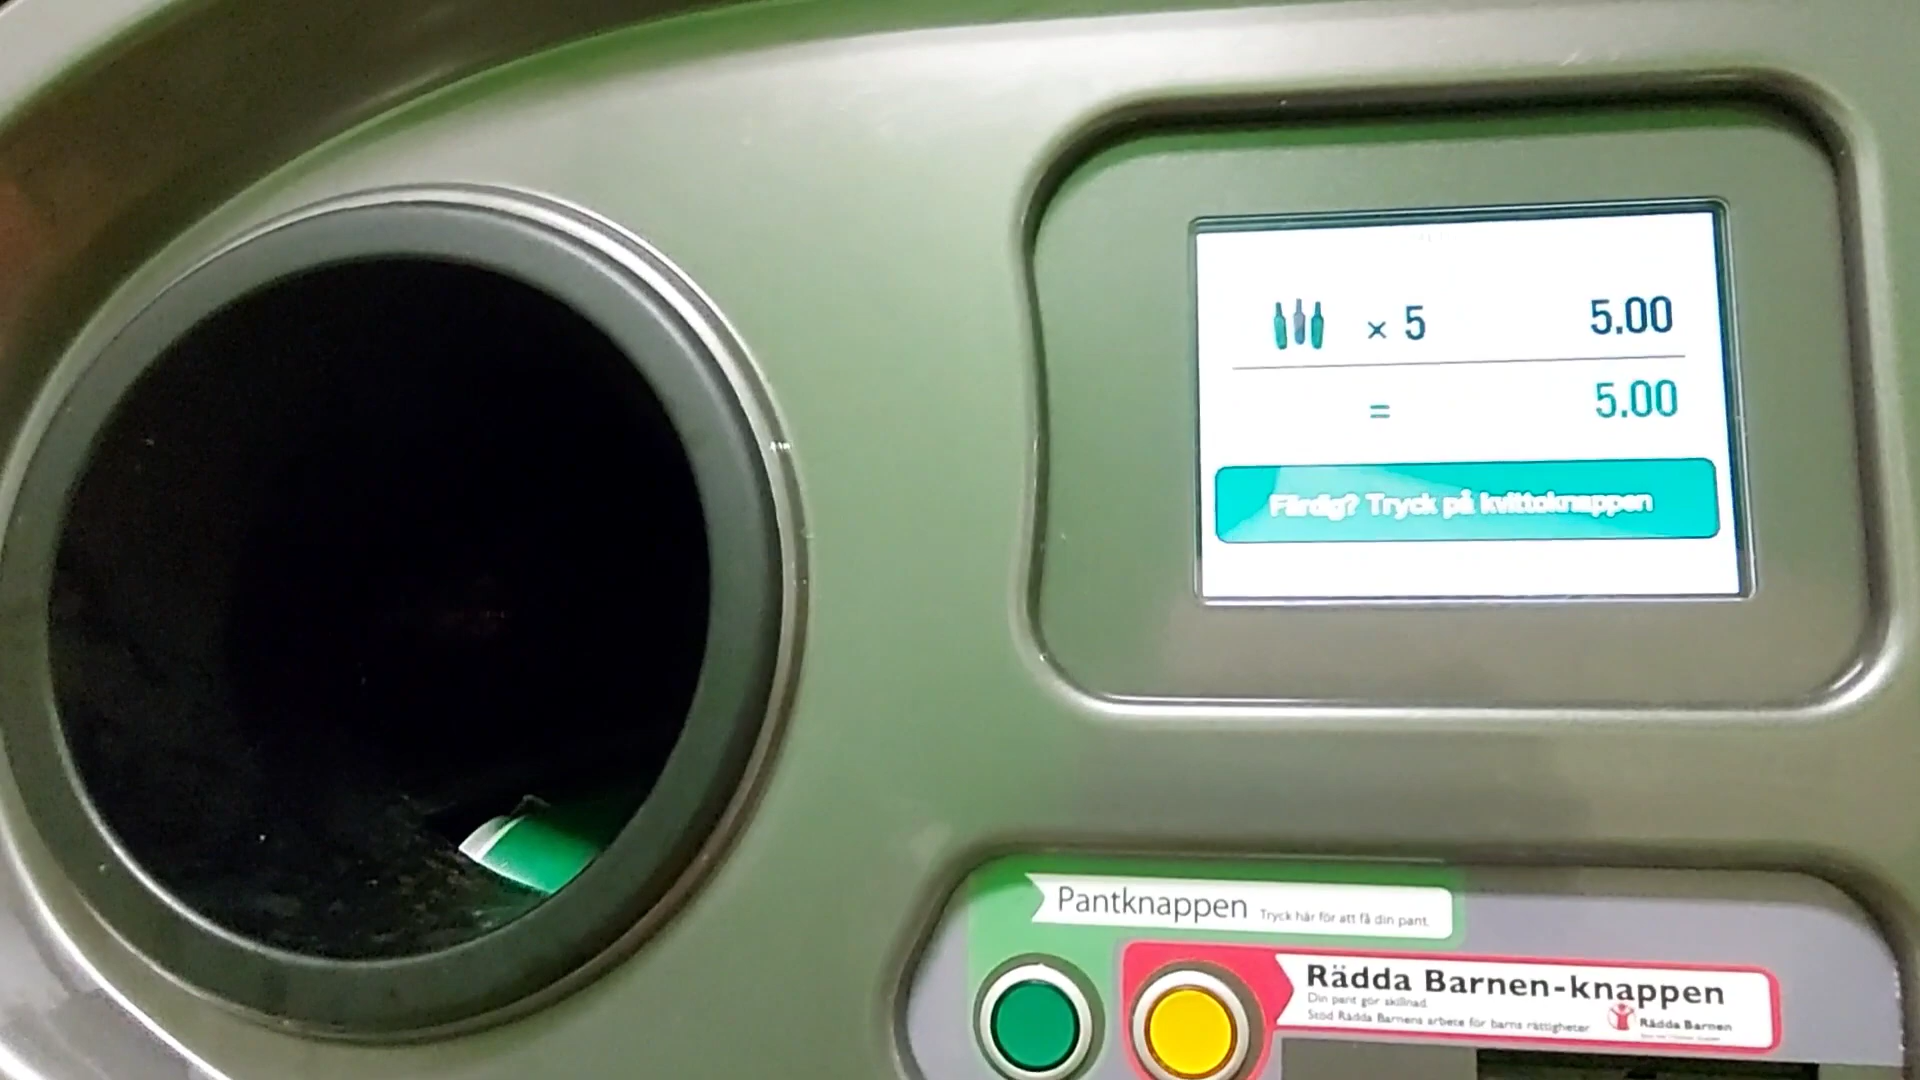 × 5 5.00
= 5.00
Färdig? Tryck på kvittoknappen
Pantknappen Tryck här för att få din pant.
Rädda Barnen-knappen
Din pant gör skillnad.
Stöd Rädda Barnens arbete för barns rättigheter
Rädda Barnen